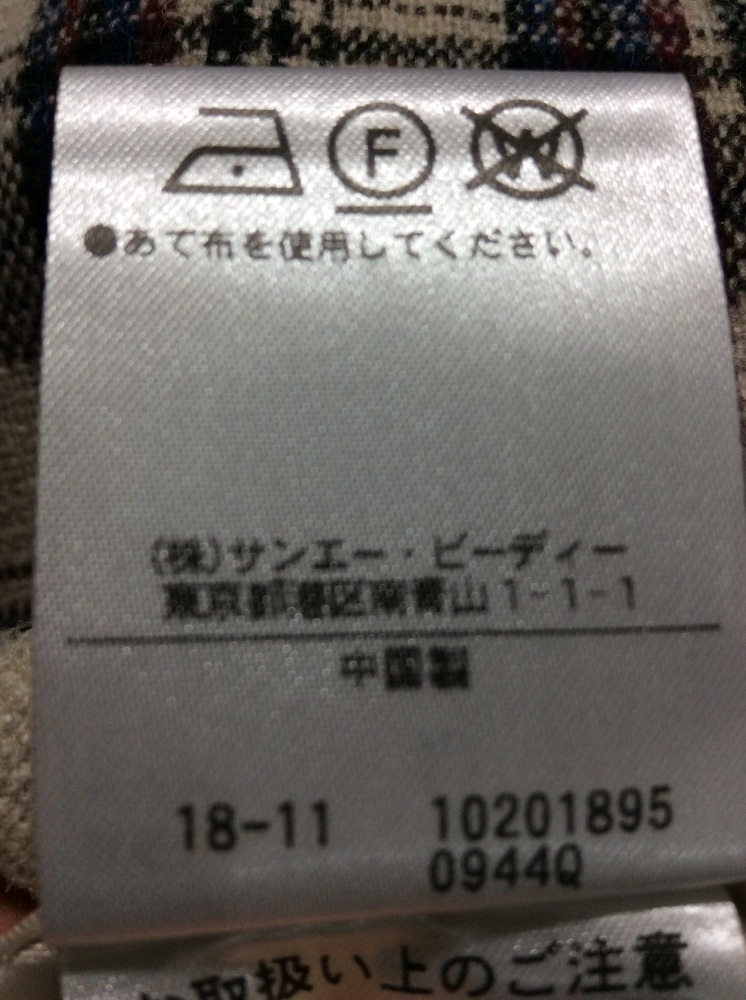 F W
●あて布を使用してください。
(株)サンエー・ビーディー
東京都港区南青山1-1-1
中国製
18-11 10201895
0944Q
お取扱い上のご注意